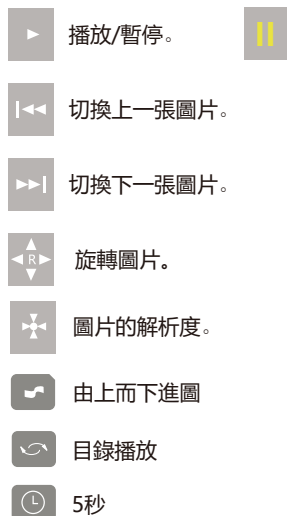 播放/暫停。
切換上一張圖片。
切換下一張圖片。
R 旋轉圖片。
圖片的解析度。
由上而下進圖
目錄播放
5秒